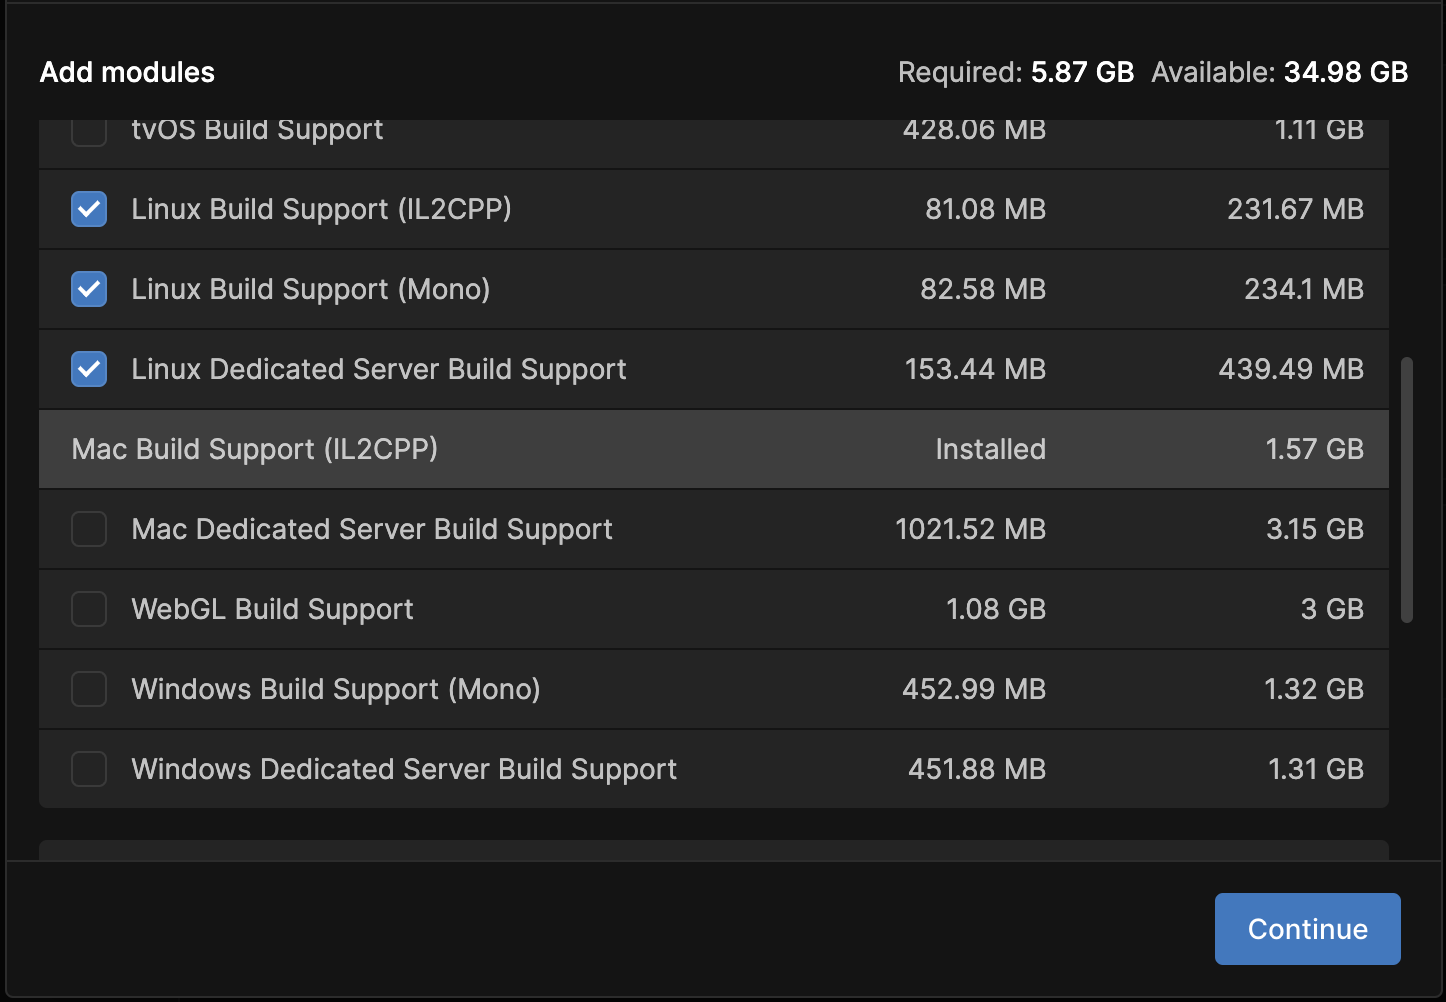 Add modules Required: 5.87 GB Available: 34.98 GB
tvOS Build Support 428.06 MB 1.11 GB
Linux Build Support (IL2CPP) 81.08 MB 231.67 MB
Linux Build Support (Mono) 82.58 MB 234.1 MB
Linux Dedicated Server Build Support 153.44 MB 439.49 MB
Mac Build Support (IL2CPP) Installed 1.57 GB
Mac Dedicated Server Build Support 1021.52 MB 3.15 GB
WebGL Build Support 1.08 GB 3 GB
Windows Build Support (Mono) 452.99 MB 1.32 GB
Windows Dedicated Server Build Support 451.88 MB 1.31 GB
Continue